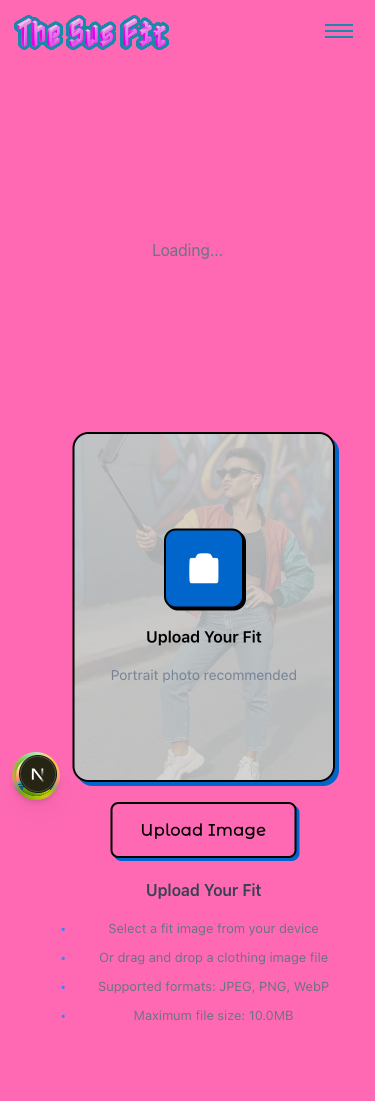 The Sus Fit
Loading...
Upload Your Fit
Portrait photo recommended
N
Upload Image
Upload Your Fit
• Select a fit image from your device
• Or drag and drop a clothing image file
• Supported formats: JPEG, PNG, WebP
• Maximum file size: 10.0MB